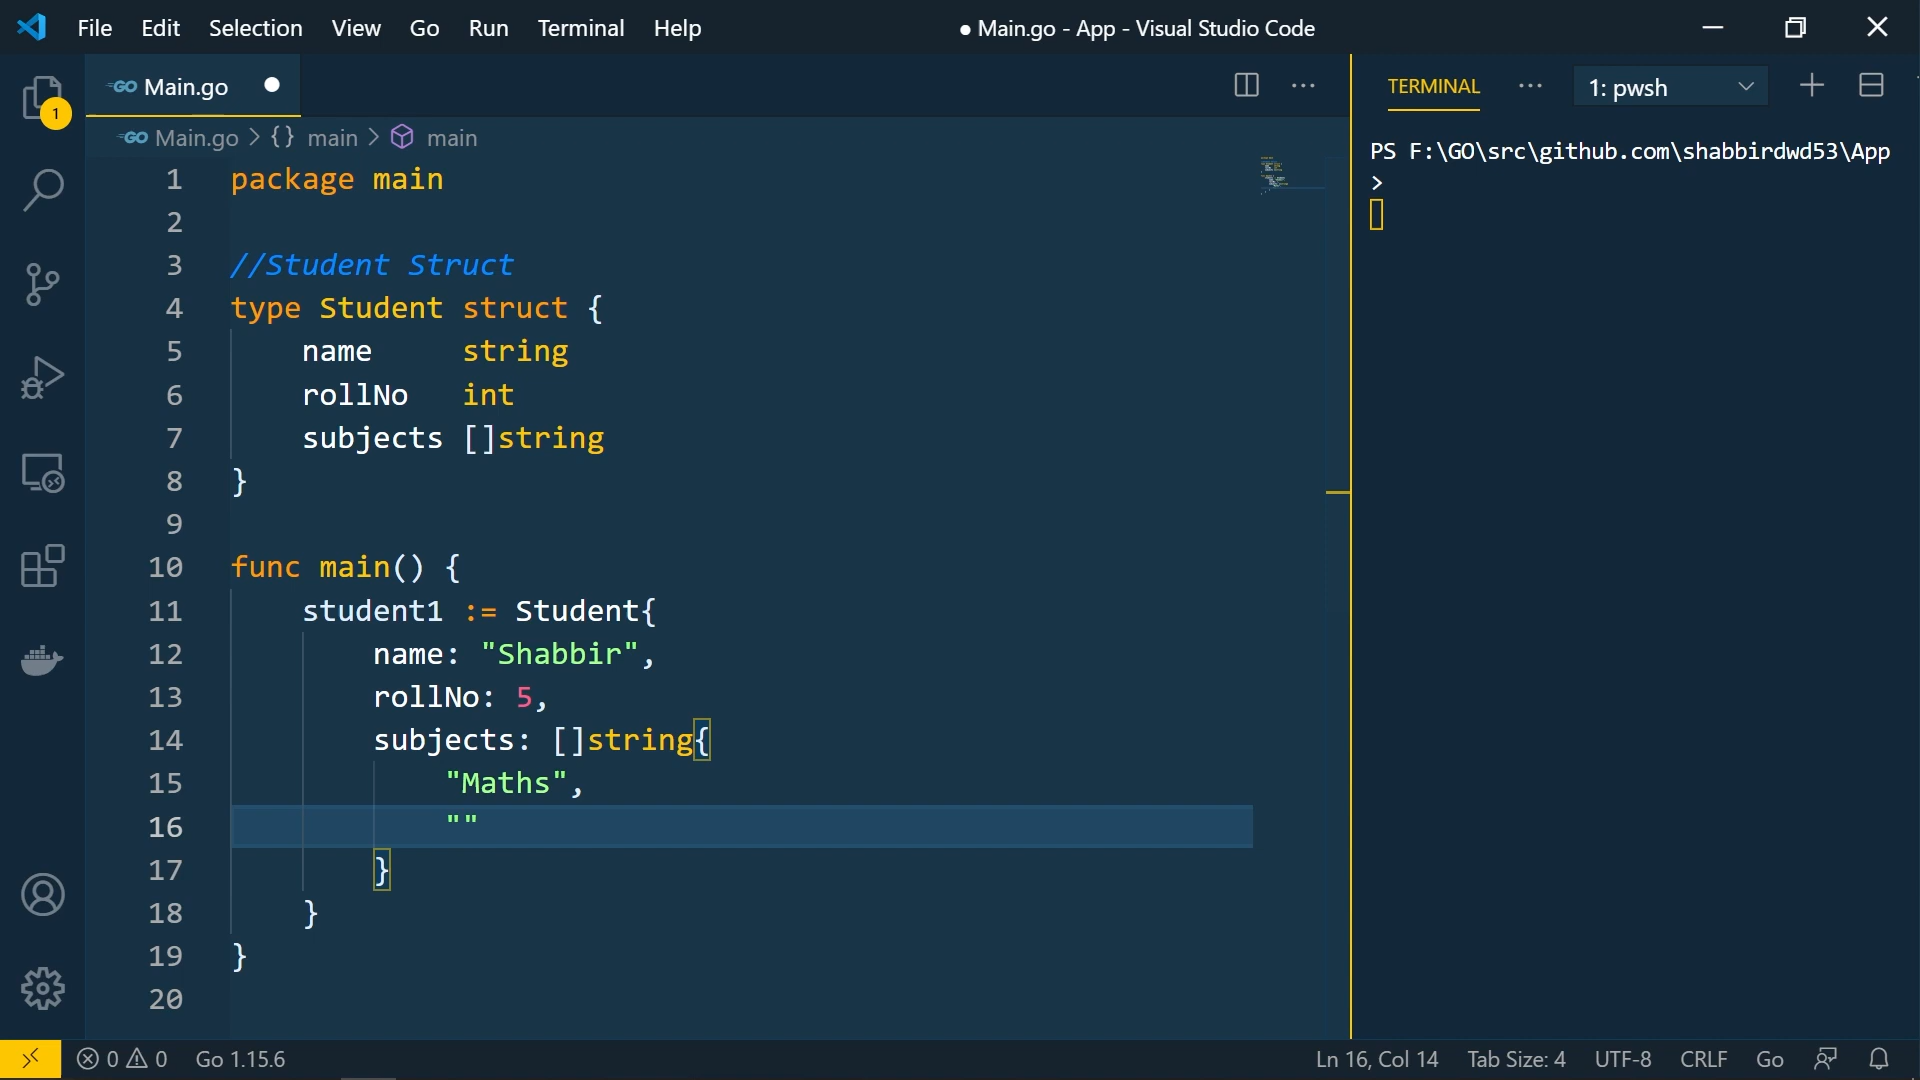 File Edit Selection View Go Run Terminal Help ● Main.go - App - Visual Studio Code
GO Main.go ●
TERMINAL ··· 1: pwsh
1
GO Main.go > {} main > main
PS F:\GO\src\github.com\shabbirdwd53\App
>
1 package main
2
3 //Student Struct
4 type Student struct {
5 name string
6 rollNo int
7 subjects []string
8 }
9
10 func main() {
11 student1 := Student{
12 name: "Shabbir",
13 rollNo: 5,
14 subjects: []string{
15 "Maths",
16 ""
17 }
18 }
19 }
20
0 0 Go 1.15.6 Ln 16, Col 14 Tab Size: 4 UTF-8 CRLF Go